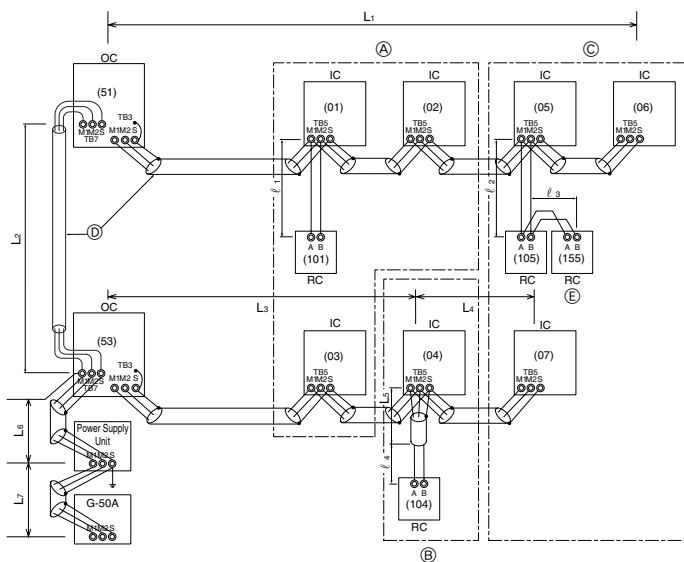 L1
OC
(51)
TB3
M1M2S
TB7
M1M2S
A
IC
(01)
TB5
M1M2S
IC
(02)
TB5
M1M2S
C
IC
(05)
TB5
M1M2S
IC
(06)
TB5
M1M2S
L2
D
ℓ1
A B
(101)
RC
ℓ2
ℓ3
A B
(105)
RC
A B
(155)
RC
E
L3
L4
OC
(53)
TB3
M1M2S
TB7
M1M2S
IC
(03)
TB5
M1M2S
IC
(04)
TB5
M1M2S
IC
(07)
TB5
M1M2S
L5
ℓ4
A B
(104)
RC
B
L6
Power Supply
Unit
M1M2S
L7
G-50A
M1M2S